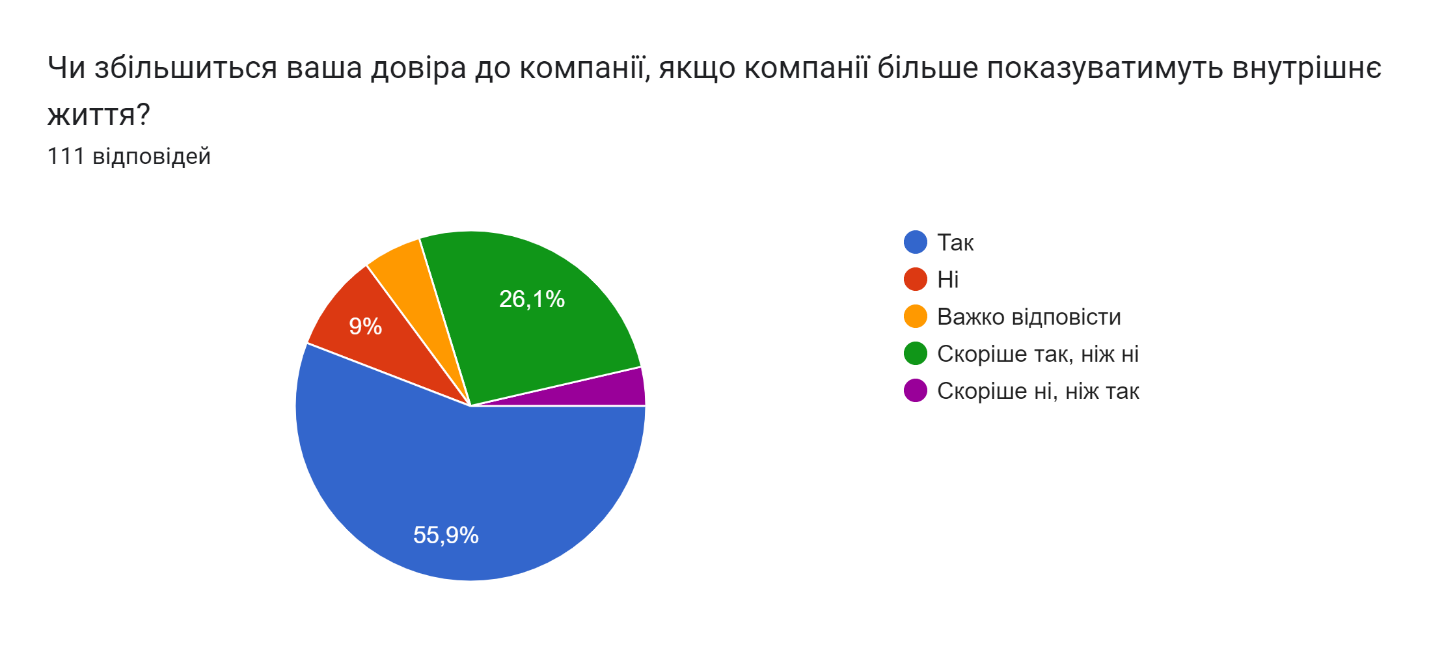 Чи збільшиться ваша довіра до компанії, якщо компанії більше показуватимуть внутрішнє
життя?
111 відповідей
26,1%
9%
55,9%
Так
Ні
Важко відповісти
Скоріше так, ніж ні
Скоріше ні, ніж так